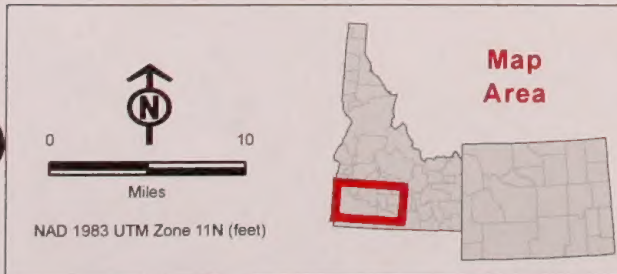 N
0 10
Miles
NAD 1983 UTM Zone 11N (feet)
Map
Area